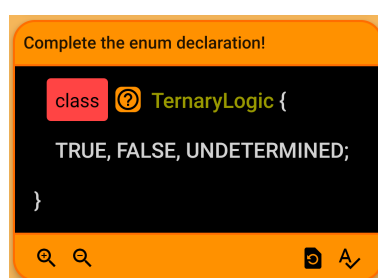 Complete the enum declaration!
class ? TernaryLogic {
TRUE, FALSE, UNDETERMINED;
}